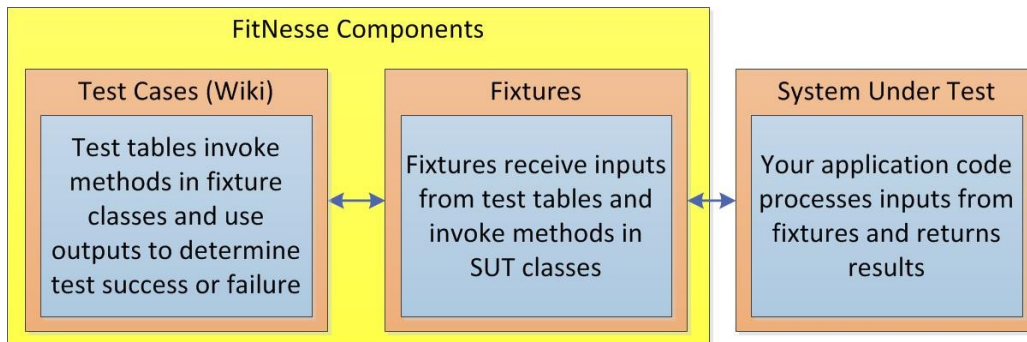 FitNesse Components
Test Cases (Wiki)
Test tables invoke
methods in fixture
classes and use
outputs to determine
test success or failure
Fixtures
Fixtures receive inputs
from test tables and
invoke methods in
SUT classes
System Under Test
Your application code
processes inputs from
fixtures and returns
results